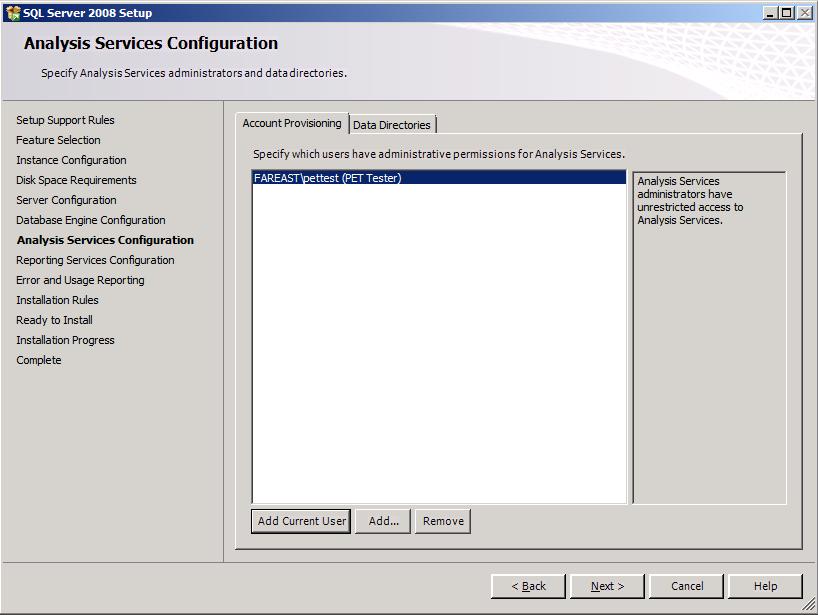 SQL Server 2008 Setup
Analysis Services Configuration
Specify Analysis Services administrators and data directories.
Setup Support Rules
Feature Selection
Instance Configuration
Disk Space Requirements
Server Configuration
Database Engine Configuration
Analysis Services Configuration
Reporting Services Configuration
Error and Usage Reporting
Installation Rules
Ready to Install
Installation Progress
Complete
Account Provisioning
Data Directories
Specify which users have administrative permissions for Analysis Services.
FAREAST\pettest (PET Tester)
Analysis Services
administrators have
unrestricted access to
Analysis Services.
Add Current User
Add...
Remove
< Back
Next >
Cancel
Help